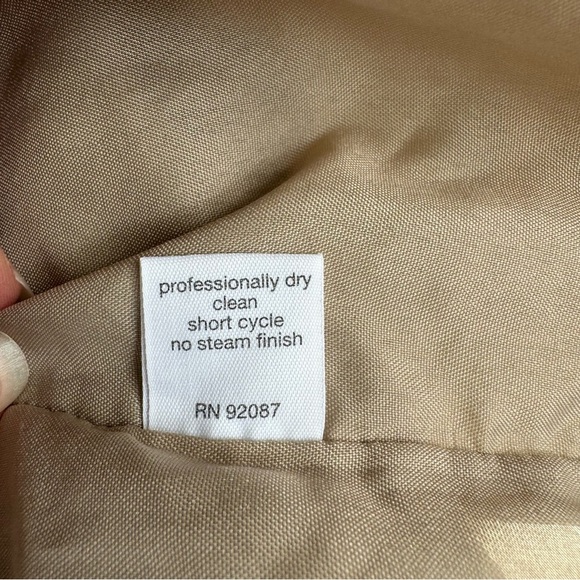 professionally dry
clean
short cycle
no steam finish
RN 92087